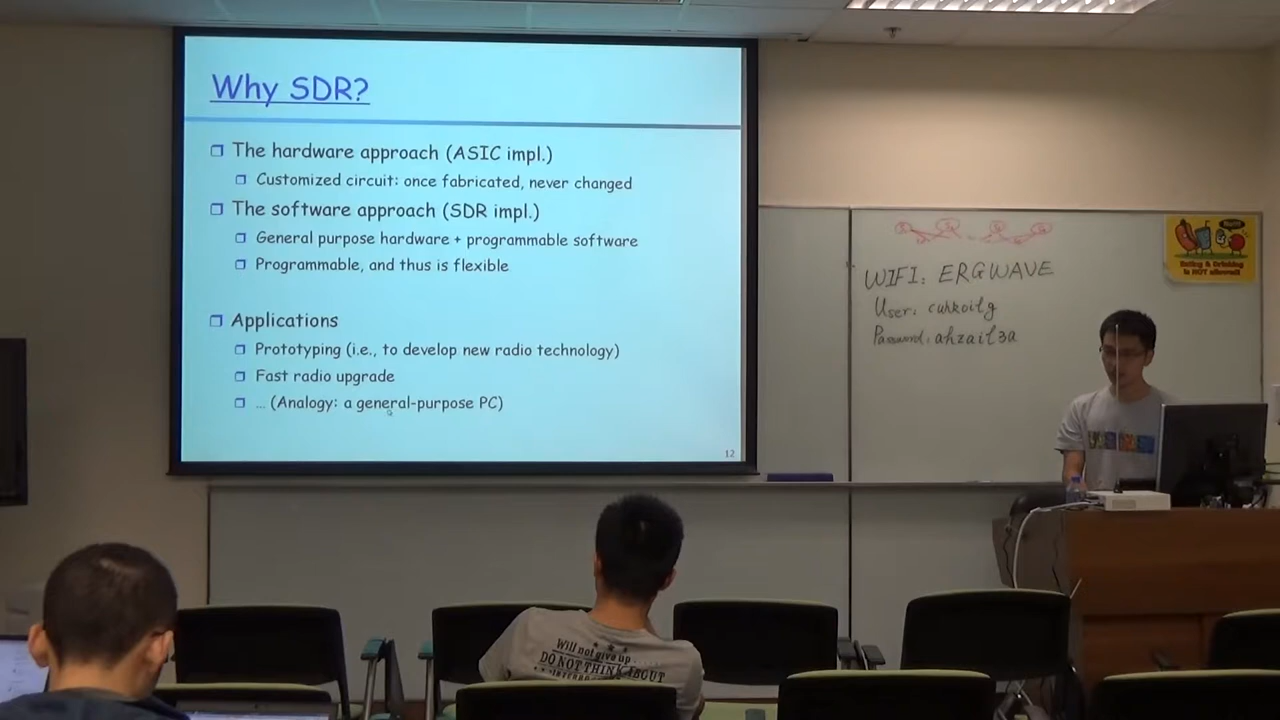 Why SDR?
The hardware approach (ASIC impl.)
Customized circuit: once fabricated, never changed
The software approach (SDR impl.)
General purpose hardware + programmable software
Programmable, and thus is flexible
Applications
Prototyping (i.e., to develop new radio technology)
Fast radio upgrade
... (Analogy: a general-purpose PC)
12
WIFI: ERGWAVE
User: cuhkoitg
Password: ahzail3a
Eating & Drinking
is NOT allowed!
Will not give up
DO NOT THINK ABOUT